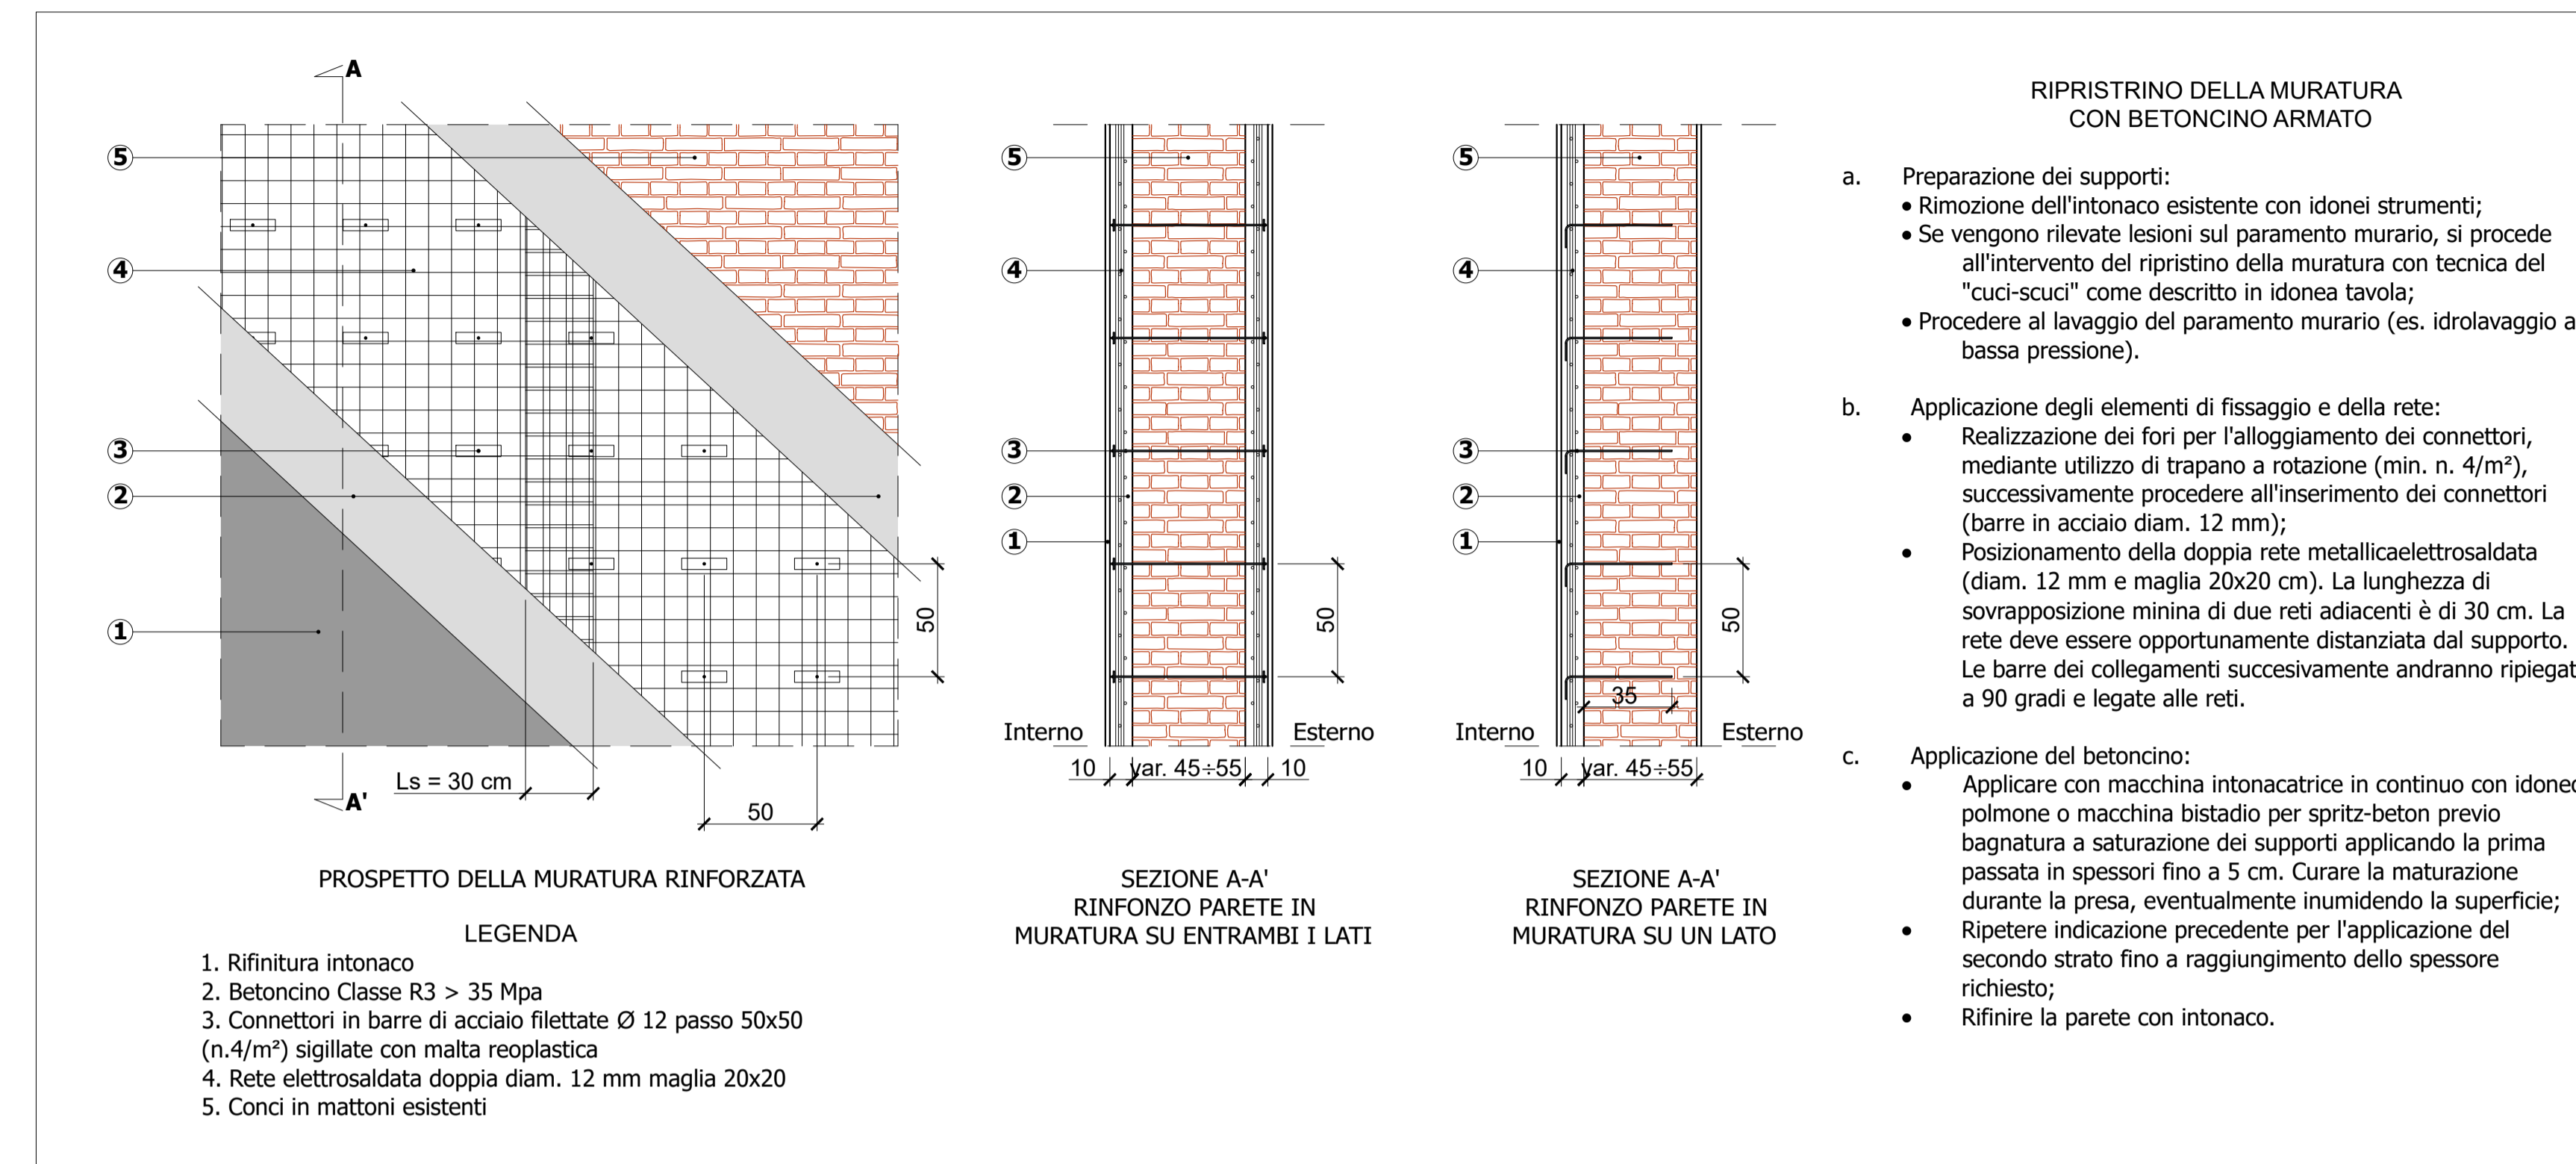 A
5
4
3
2
1
A'
Ls = 30 cm
50
50
PROSPETTO DELLA MURATURA RINFORZATA
LEGENDA
1. Rifinitura intonaco
2. Betoncino Classe R3 > 35 Mpa
3. Connettori in barre di acciaio filettate Ø 12 passo 50x50
(n.4/m²) sigillate con malta reoplastica
4. Rete elettrosaldata doppia diam. 12 mm maglia 20x20
5. Conci in mattoni esistenti
5
4
3
2
1
50
Interno
Esterno
10
var. 45÷55
10
SEZIONE A-A'
RINFONZO PARETE IN
MURATURA SU ENTRAMBI I LATI
5
4
3
2
1
50
35
Interno
Esterno
10
var. 45÷55
SEZIONE A-A'
RINFONZO PARETE IN
MURATURA SU UN LATO
RIPRISTRINO DELLA MURATURA
CON BETONCINO ARMATO
a. Preparazione dei supporti:
• Rimozione dell'intonaco esistente con idonei strumenti;
• Se vengono rilevate lesioni sul paramento murario, si procede
all'intervento del ripristino della muratura con tecnica del
"cuci-scuci" come descritto in idonea tavola;
• Procedere al lavaggio del paramento murario (es. idrolavaggio a
bassa pressione).
b. Applicazione degli elementi di fissaggio e della rete:
• Realizzazione dei fori per l'alloggiamento dei connettori,
mediante utilizzo di trapano a rotazione (min. n. 4/m²),
successivamente procedere all'inserimento dei connettori
(barre in acciaio diam. 12 mm);
• Posizionamento della doppia rete metallicaelettrosaldata
(diam. 12 mm e maglia 20x20 cm). La lunghezza di
sovrapposizione minina di due reti adiacenti è di 30 cm. La
rete deve essere opportunamente distanziata dal supporto.
Le barre dei collegamenti succesivamente andranno ripiegat
a 90 gradi e legate alle reti.
c. Applicazione del betoncino:
• Applicare con macchina intonacatrice in continuo con idoneo
polmone o macchina bistadio per spritz-beton previo
bagnatura a saturazione dei supporti applicando la prima
passata in spessori fino a 5 cm. Curare la maturazione
durante la presa, eventualmente inumidendo la superficie;
• Ripetere indicazione precedente per l'applicazione del
secondo strato fino a raggiungimento dello spessore
richiesto;
• Rifinire la parete con intonaco.